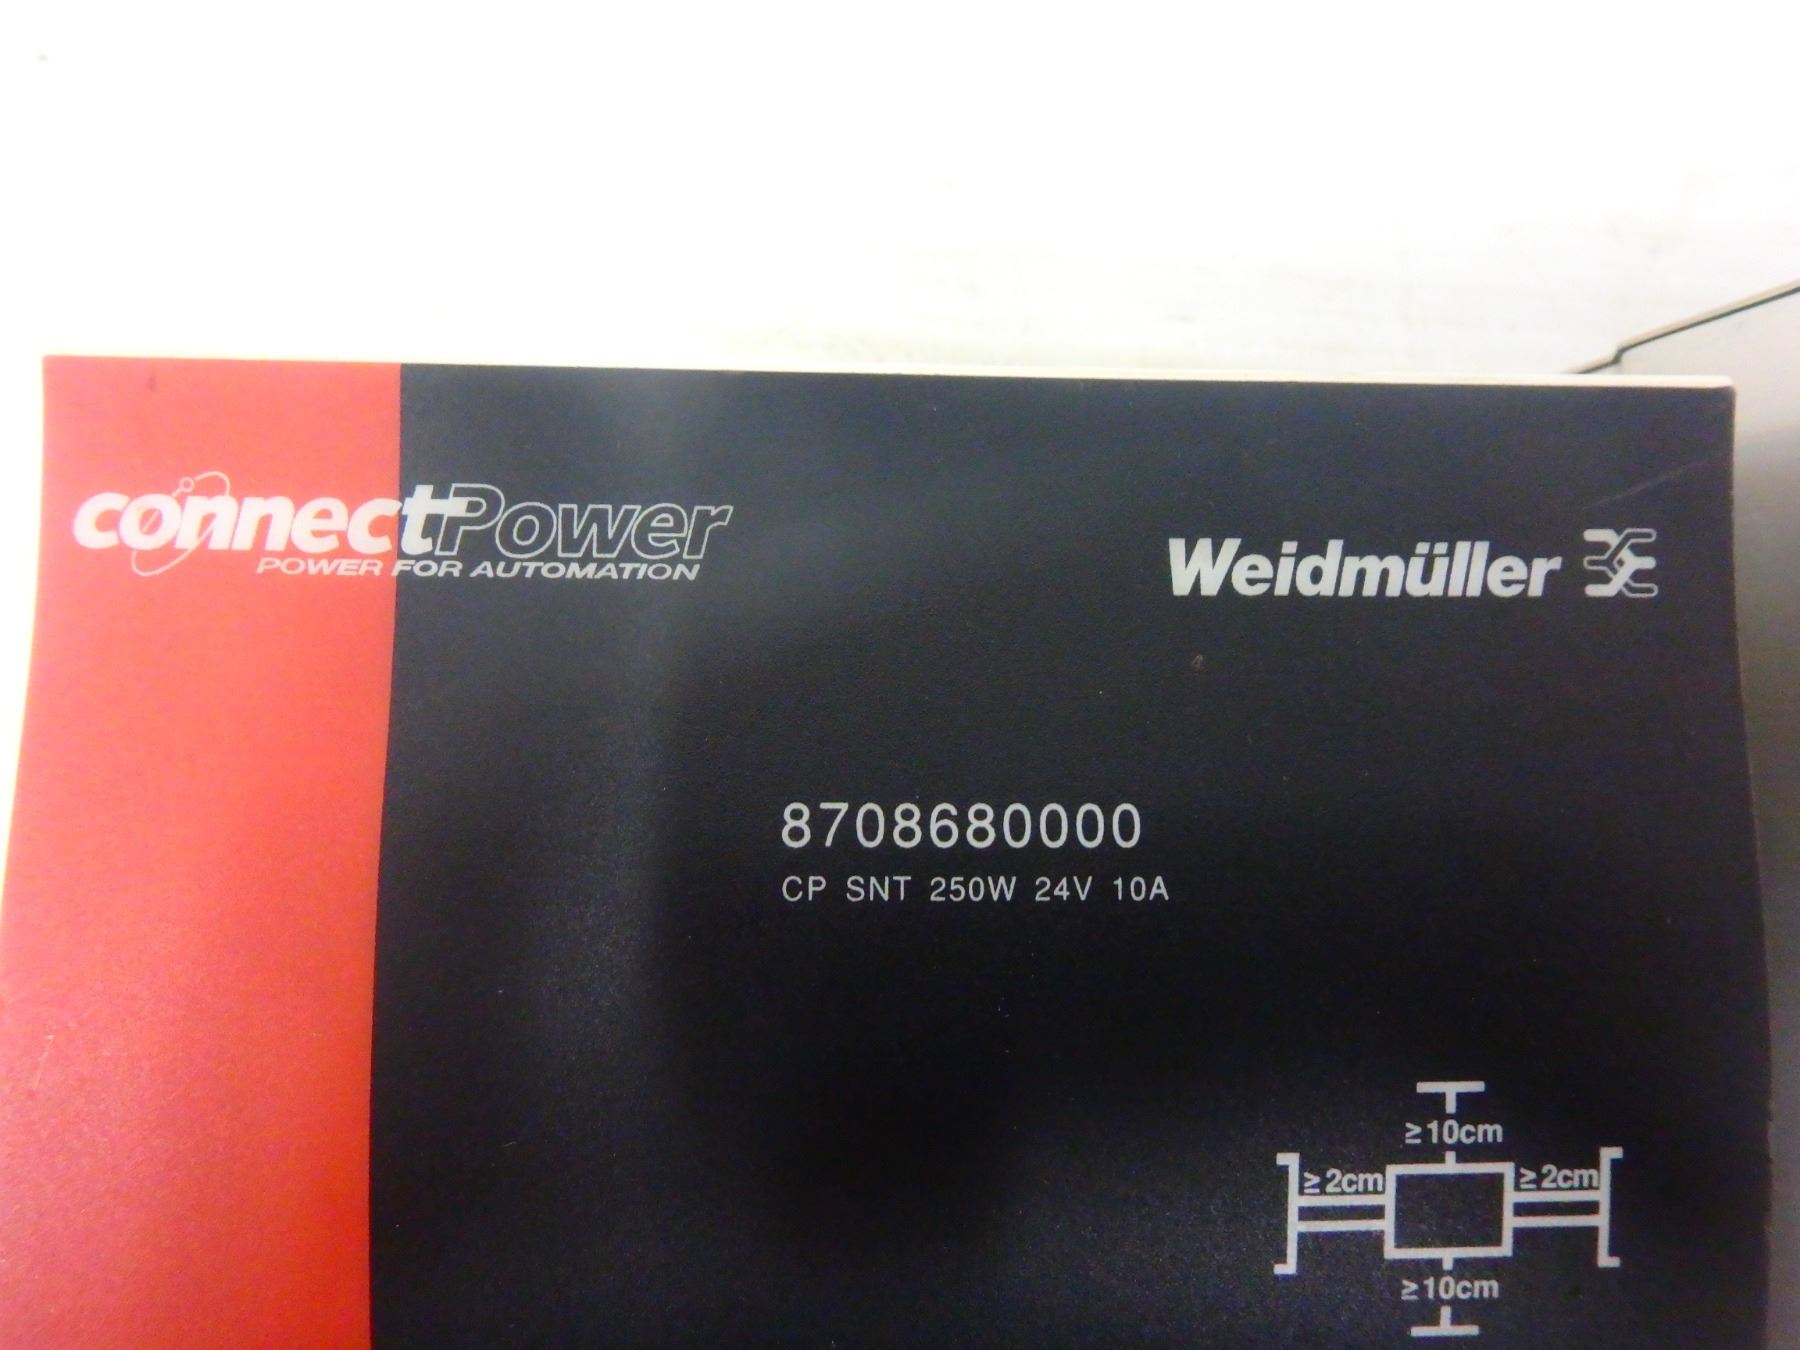 connectPower
POWER FOR AUTOMATION
Weidmüller
8708680000
CP SNT 250W 24V 10A
≥10cm
≥2cm ≥2cm
≥10cm